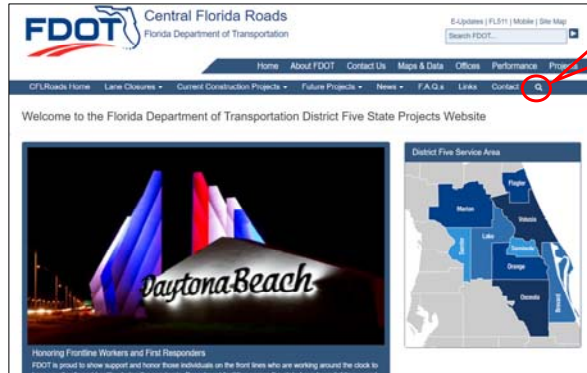 FDOT
Central Florida Roads
Florida Department of Transportation
E-Updates | FL511 | Mobile | Site Map
Search FDOT...
Home About FDOT Contact Us Maps & Data Offices Performance Projects
CFLRoads Home Lane Closures Current Construction Projects Future Projects News F.A.Q.s Links Contact
Welcome to the Florida Department of Transportation District Five State Projects Website
Daytona Beach
District Five Service Area
Flagler
Marion
Volusia
Lake
Sumter
Seminole
Orange
Osceola
Brevard
Honoring Frontline Workers and First Responders
FDOT is proud to show support and honor those individuals on the front lines who are working around the clock to